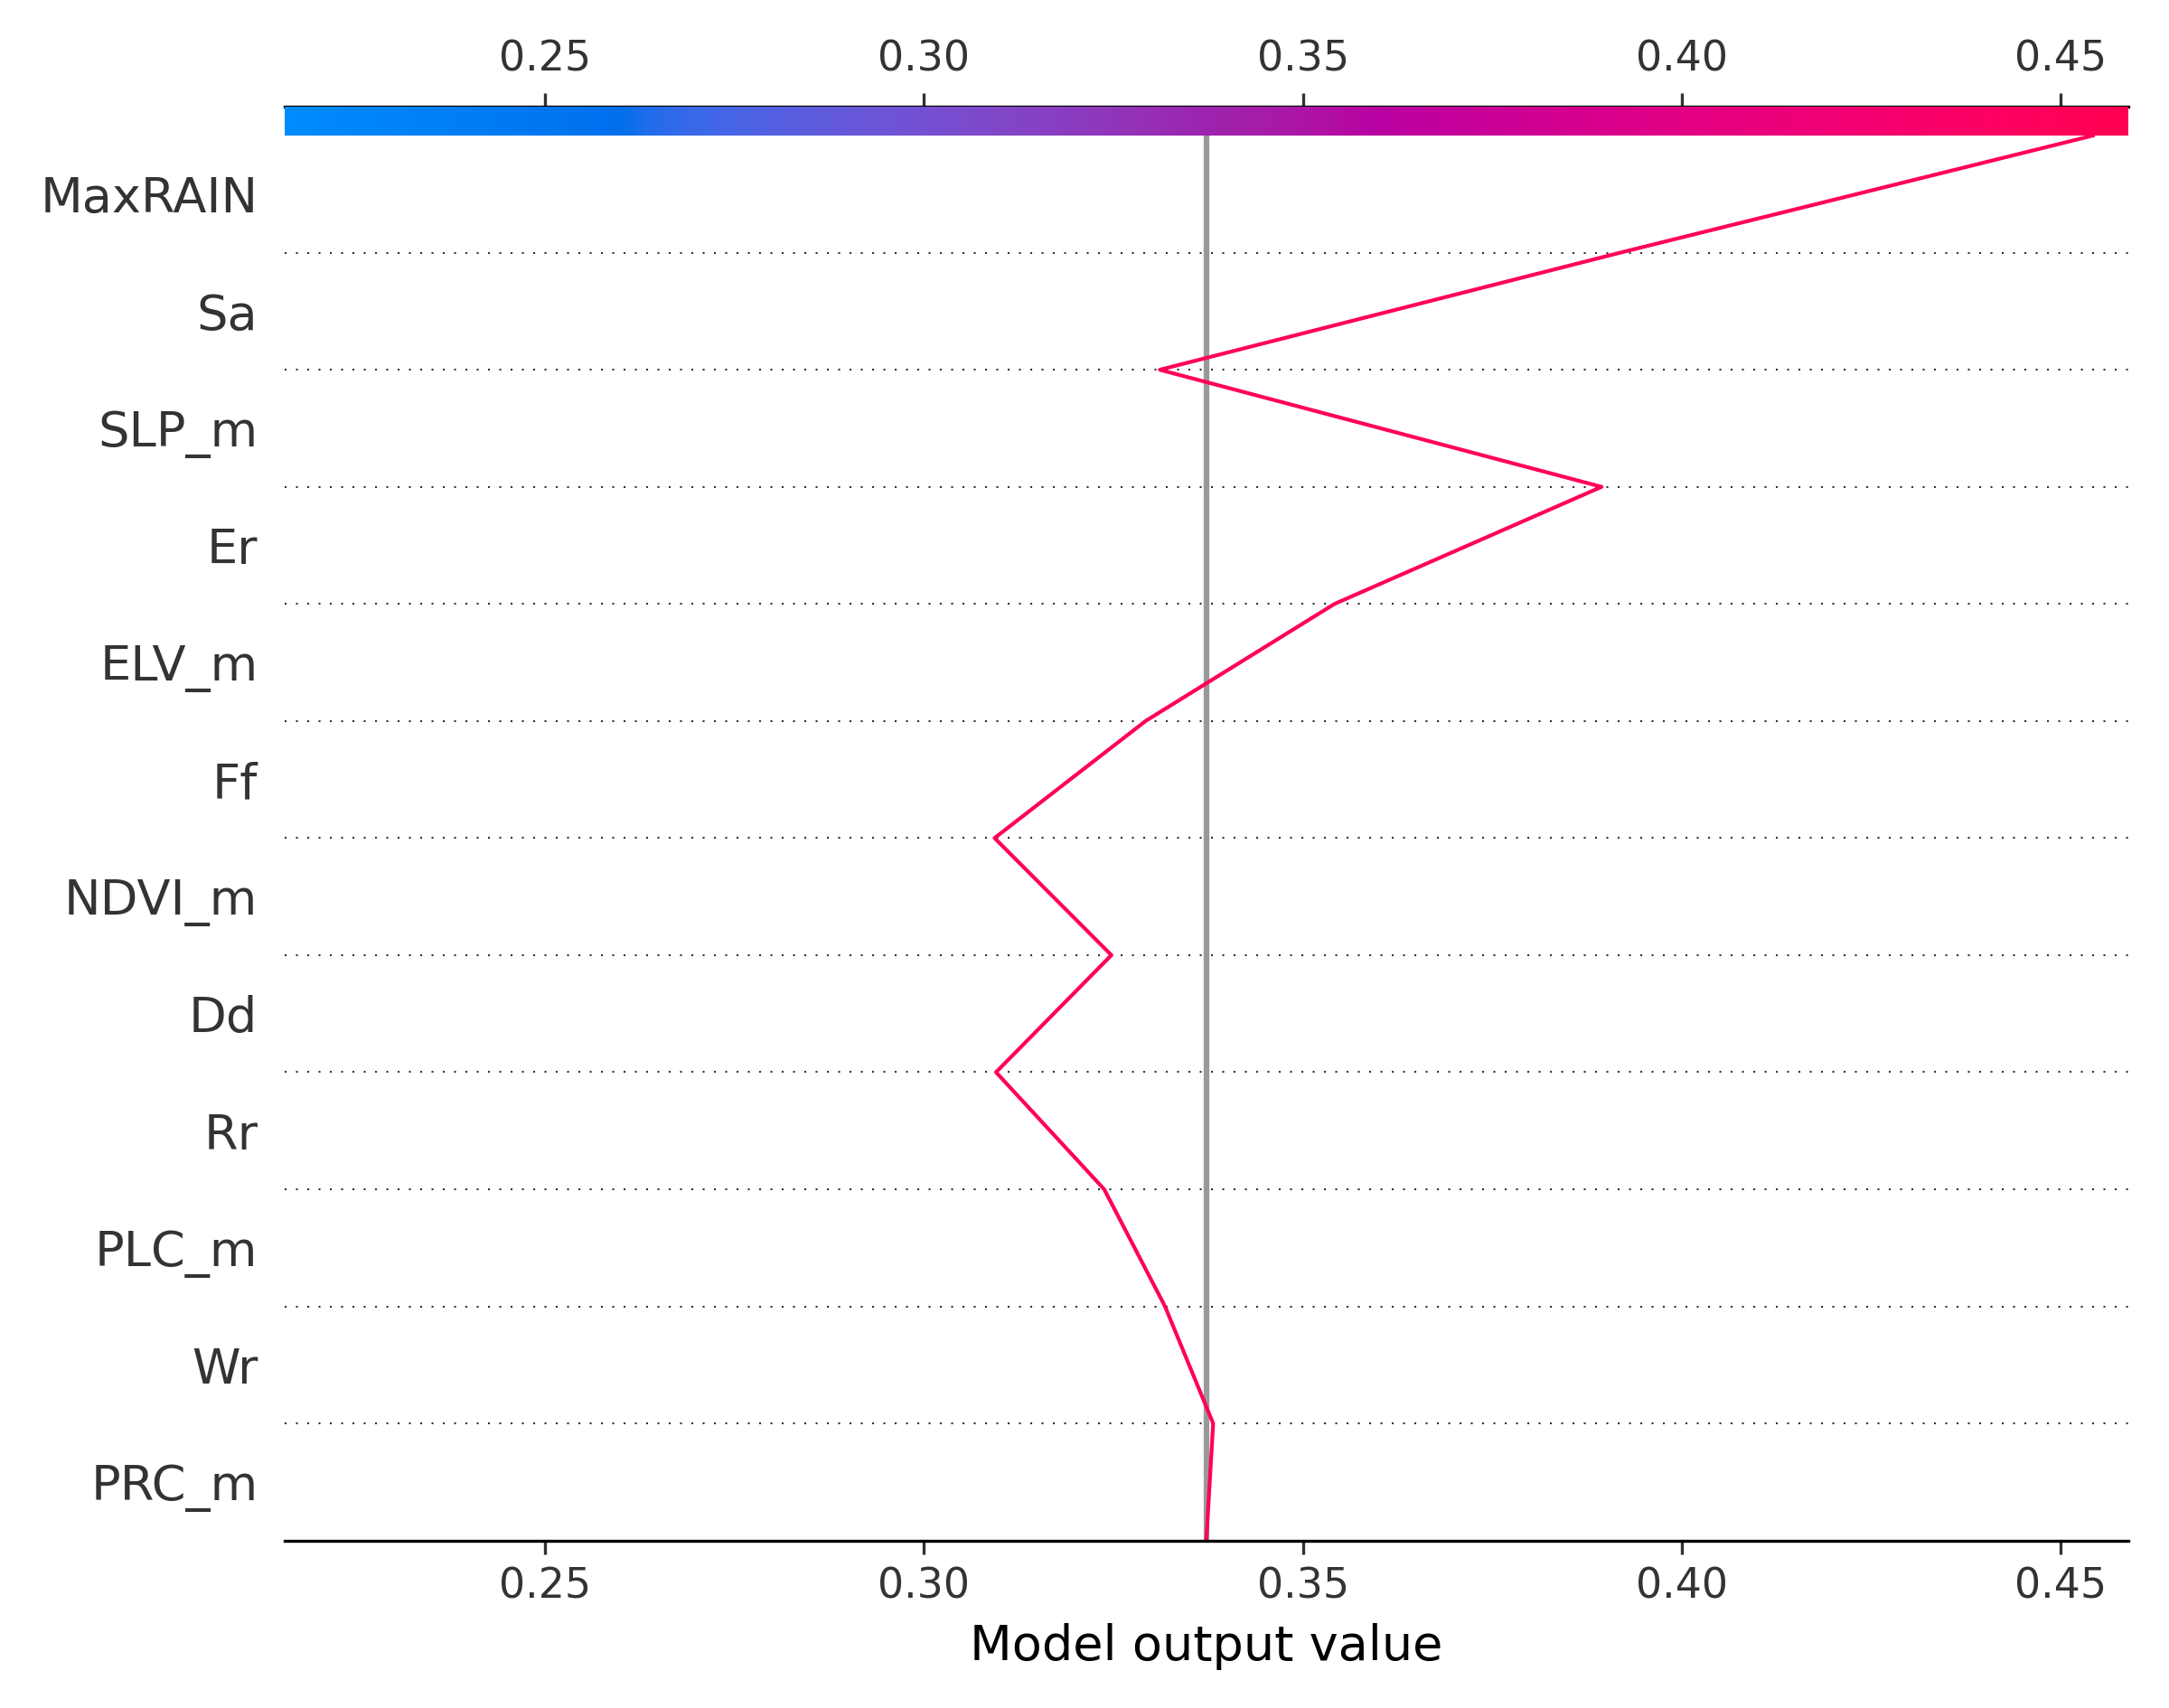 0.25 0.30 0.35 0.40 0.45
MaxRAIN
Sa
SLP_m
Er
ELV_m
Ff
NDVI_m
Dd
Rr
PLC_m
Wr
PRC_m
0.25 0.30 0.35 0.40 0.45
Model output value